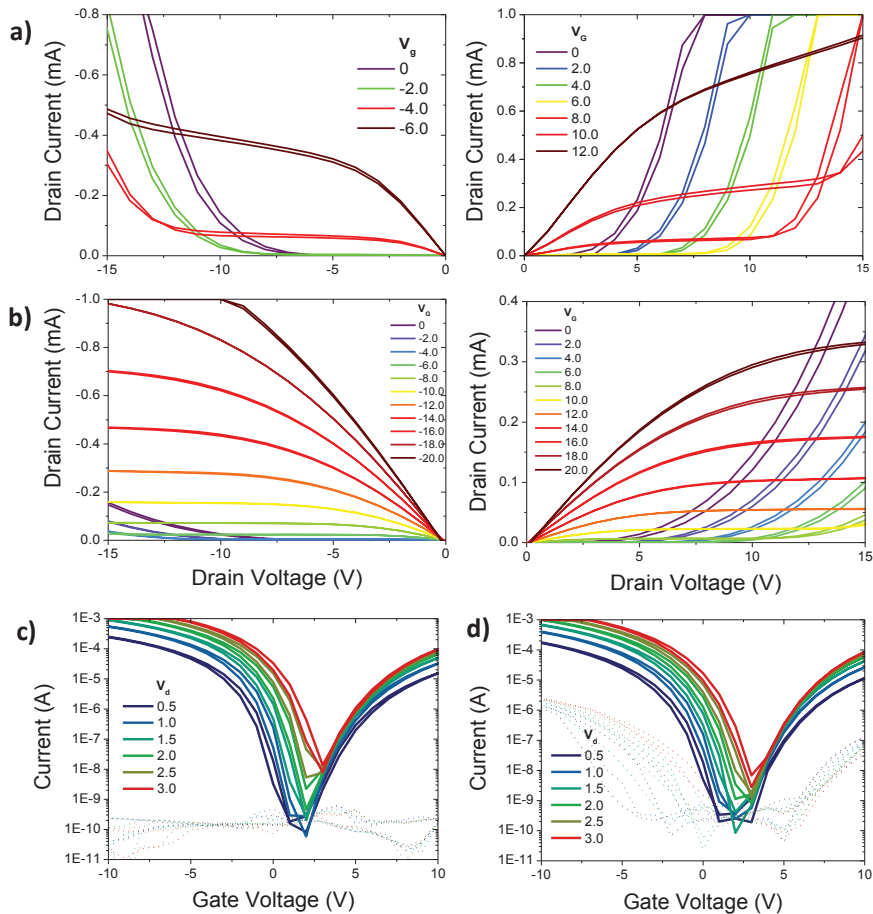 a)
-0.8
-0.6
-0.4
-0.2
0.0
-15
-10
-5
0
Drain Current (mA)
Vg
0
-2.0
-4.0
-6.0
1.0
0.8
0.6
0.4
0.2
0.0
0
5
10
15
Drain Current (mA)
VG
0
2.0
4.0
6.0
8.0
10.0
12.0
b)
-1.0
-0.8
-0.6
-0.4
-0.2
0.0
-15
-10
-5
0
Drain Current (mA)
Drain Voltage (V)
VG
0
-2.0
-4.0
-6.0
-8.0
-10.0
-12.0
-14.0
-16.0
-18.0
-20.0
0.4
0.3
0.2
0.1
0.0
0
5
10
15
Drain Current (mA)
Drain Voltage (V)
VG
0
2.0
4.0
6.0
8.0
10.0
12.0
14.0
16.0
18.0
20.0
c)
1E-3
1E-4
1E-5
1E-6
1E-7
1E-8
1E-9
1E-10
1E-11
-10
-5
0
5
10
Current (A)
Gate Voltage (V)
Vd
0.5
1.0
1.5
2.0
2.5
3.0
d)
1E-3
1E-4
1E-5
1E-6
1E-7
1E-8
1E-9
1E-10
1E-11
-10
-5
0
5
10
Current (A)
Gate Voltage (V)
Vd
0.5
1.0
1.5
2.0
2.5
3.0